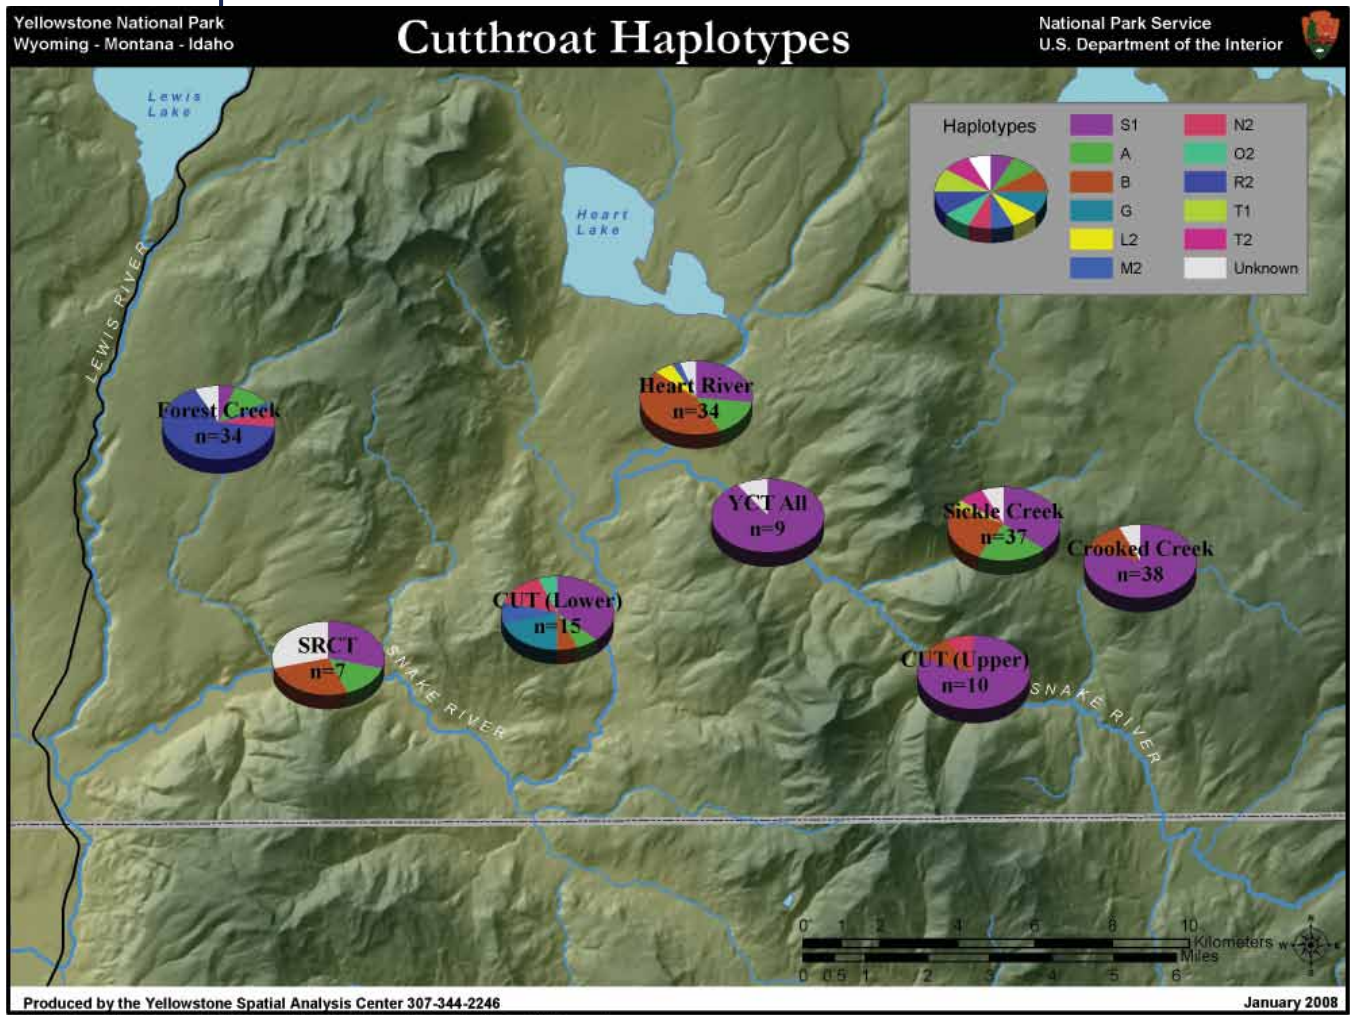 Yellowstone National Park
Wyoming - Montana - Idaho
Cutthroat Haplotypes
National Park Service
U.S. Department of the Interior
Lewis
Lake
Heart
Lake
LEWIS RIVER
Haplotypes
S1
A
B
G
L2
M2
N2
O2
R2
T1
T2
Unknown
Forest Creek
n=34
Heart River
n=34
YCT All
n=9
Sickle Creek
n=37
Crooked Creek
n=38
CUT (Lower)
n=15
SRCT
n=7
CUT (Upper)
n=10
SNAKE RIVER
SNAKE RIVER
0 1 2 4 6 8 10
Kilometers
Miles
0 0.5 1 2 3 4 5 6
N
W E
S
Produced by the Yellowstone Spatial Analysis Center 307-344-2246
January 2008